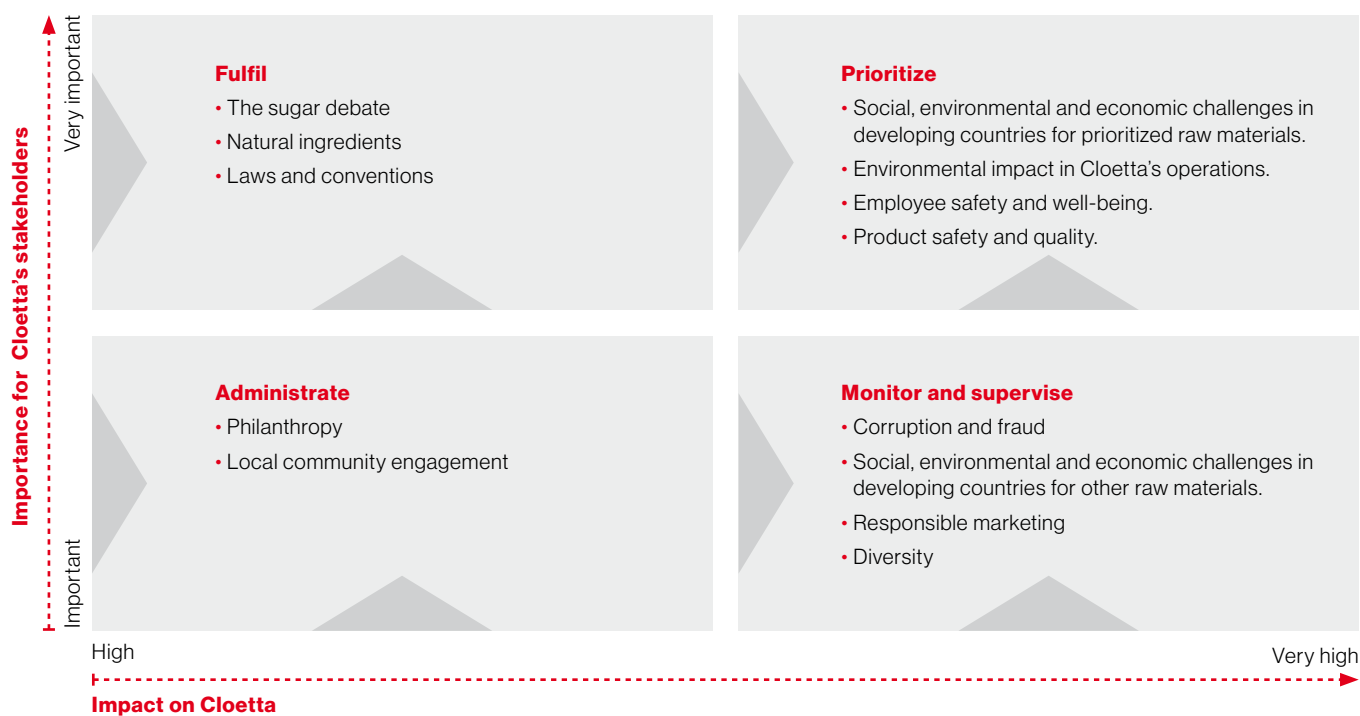 Importance for Cloetta's stakeholders
Very important
Important
Fulfil
• The sugar debate
• Natural ingredients
• Laws and conventions
Prioritize
• Social, environmental and economic challenges in
developing countries for prioritized raw materials.
• Environmental impact in Cloetta's operations.
• Employee safety and well-being.
• Product safety and quality.
Administrate
• Philanthropy
• Local community engagement
Monitor and supervise
• Corruption and fraud
• Social, environmental and economic challenges in
developing countries for other raw materials.
• Responsible marketing
• Diversity
High
Very high
Impact on Cloetta